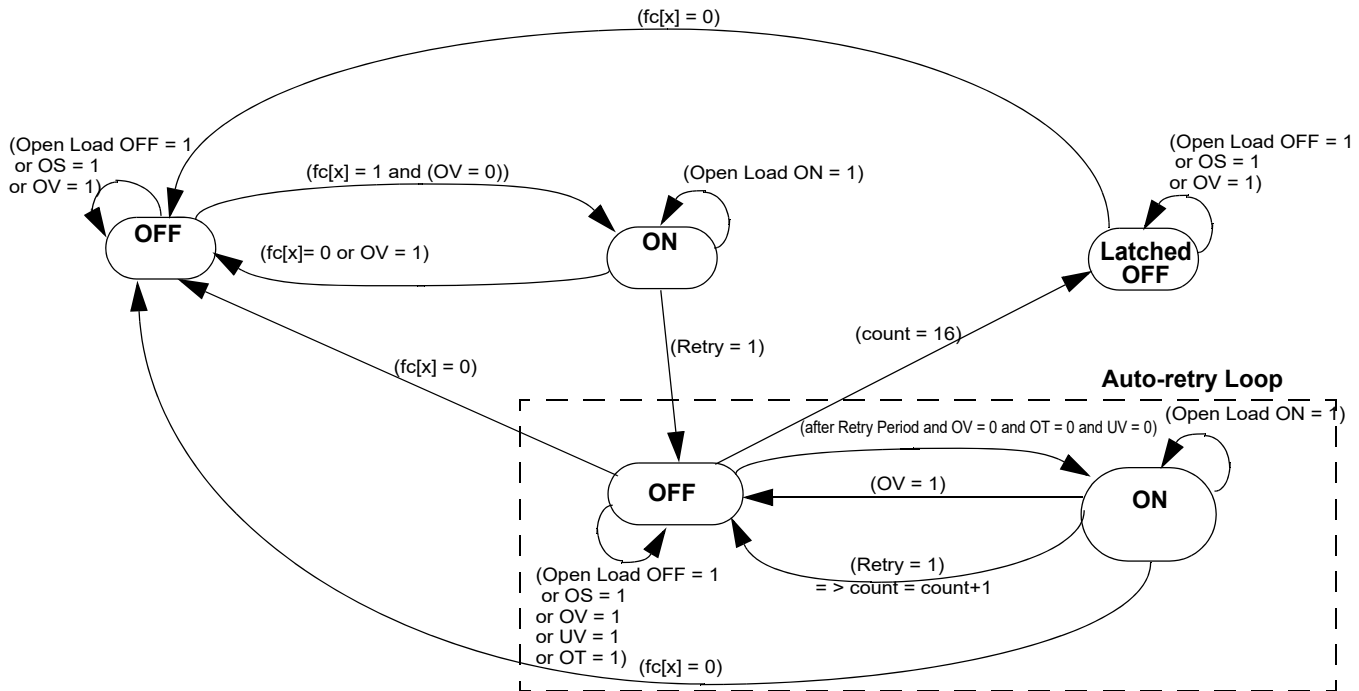 (fc[x] = 0)
(Open Load OFF = 1
or OS = 1
or OV = 1)
(fc[x] = 1 and (OV = 0))
(Open Load ON = 1)
(Open Load OFF = 1
or OS = 1
or OV = 1)
OFF
ON
(fc[x]= 0 or OV = 1)
Latched
OFF
(Retry = 1)
(count = 16)
(fc[x] = 0)
Auto-retry Loop
(Open Load ON = 1)
(after Retry Period and OV = 0 and OT = 0 and UV = 0)
OFF
(OV = 1)
ON
(Retry = 1)
= > count = count+1
(Open Load OFF = 1
or OS = 1
or OV = 1
or UV = 1
or OT = 1)
(fc[x] = 0)